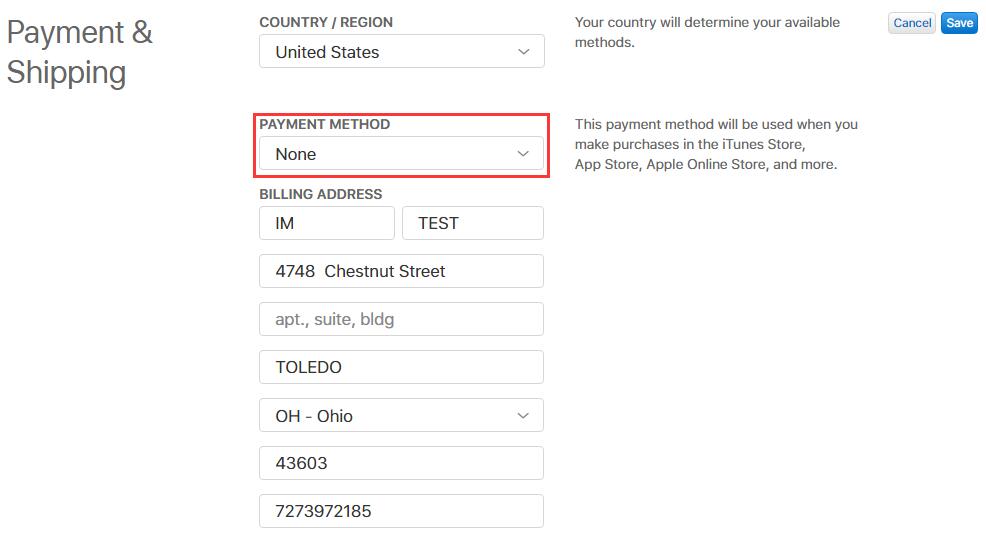 Payment &
Shipping
COUNTRY / REGION
United States
Your country will determine your available
methods.
Cancel
Save
PAYMENT METHOD
None
This payment method will be used when you
make purchases in the iTunes Store,
App Store, Apple Online Store, and more.
BILLING ADDRESS
IM
TEST
4748  Chestnut Street
apt., suite, bldg
TOLEDO
OH - Ohio
43603
7273972185